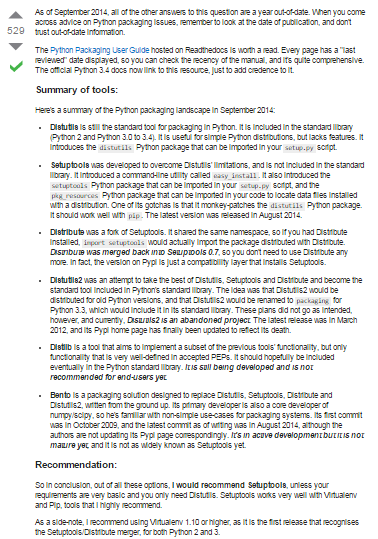 As of September 2014, all of the other answers to this question are a year out-of-date. When you come
across advice on Python packaging issues, remember to look at the date of publication, and don't
trust out-of-date information.
529
The Python Packaging User Guide hosted on Readthedocs is worth a read. Every page has a "last
reviewed" date displayed, so you can check the recency of the manual, and it's quite comprehensive.
The official Python 3.4 docs now link to this resource, just to add credence to it.
Summary of tools:
Here's a summary of the Python packaging landscape in September 2014:
• Distutils is still the standard tool for packaging in Python. It is included in the standard library
(Python 2 and Python 3.0 to 3.4). It is useful for simple Python distributions, but lacks features. It
introduces the distutils Python package that can be imported in your setup.py script.
• Setuptools was developed to overcome Distutils' limitations, and is not included in the standard
library. It introduced a command-line utility called easy_install. It also introduced the
setuptools Python package that can be imported in your setup.py script, and the
pkg_resources Python package that can be imported in your code to locate data files installed
with a distribution. One of its gotchas is that it monkey-patches the distutils Python package.
It should work well with pip. The latest version was released in August 2014.
• Distribute was a fork of Setuptools. It shared the same namespace, so if you had Distribute
installed, import setuptools would actually import the package distributed with Distribute.
Distribute was merged back into Setuptools 0.7, so you don't need to use Distribute any
more. In fact, the version on Pypi is just a compatibility layer that installs Setuptools.
• Distutils2 was an attempt to take the best of Distutils, Setuptools and Distribute and become the
standard tool included in Python's standard library. The idea was that Distutils2 would be
distributed for old Python versions, and that Distutils2 would be renamed to packaging for
Python 3.3, which would include it in its standard library. These plans did not go as intended,
however, and currently, Distutils2 is an abandoned project. The latest release was in March
2012, and its Pypi home page has finally been updated to reflect its death.
• Distlib is a tool that aims to implement a subset of the previous tools' functionality, but only
functionality that is very well-defined in accepted PEPs. It should hopefully be included
eventually in the Python standard library. It is still being developed and is not
recommended for end-users yet.
• Bento is a packaging solution designed to replace Distutils, Setuptools, Distribute and
Distutils2, written from the ground up. Its primary developer is also a core developer of
numpy/scipy, so he's familiar with non-simple use-cases for packaging systems. Its first commit
was in October 2009, and the latest commit as of writing was in August 2014, although the
authors are not updating its Pypi page correspondingly. It's in active development but it is not
mature yet, and it is not as widely known as Setuptools yet.
Recommendation:
So in conclusion, out of all these options, I would recommend Setuptools, unless your
requirements are very basic and you only need Distutils. Setuptools works very well with Virtualenv
and Pip, tools that I highly recommend.
As a side-note, I recommend using Virtualenv 1.10 or higher, as it is the first release that recognises
the Setuptools/Distribute merger, for both Python 2 and 3.